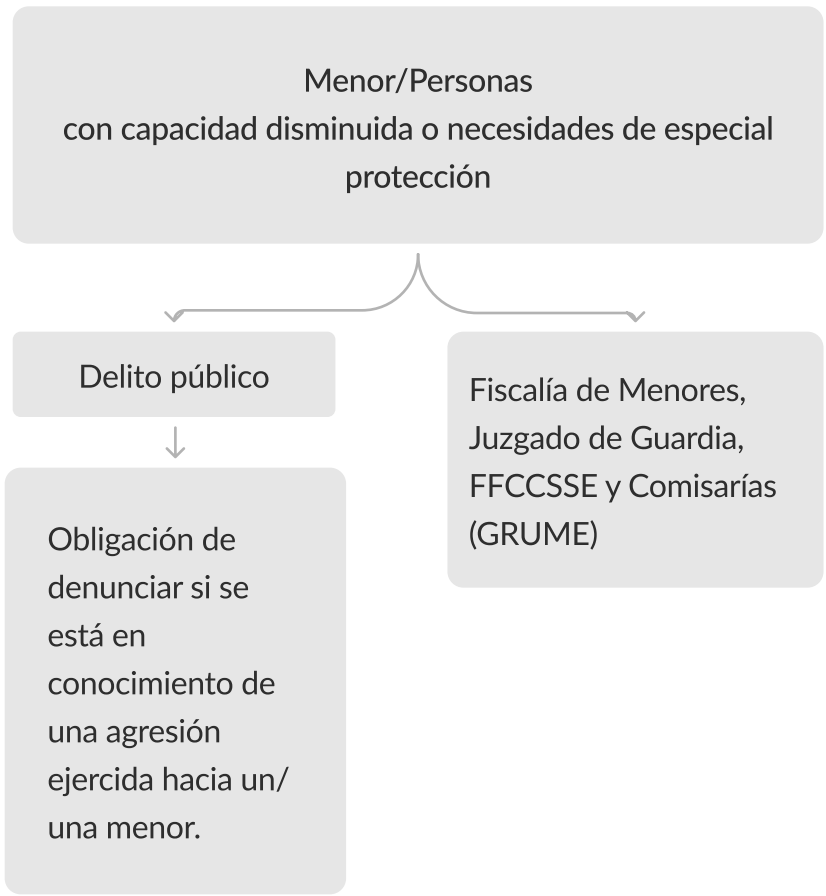 Menor/Personas
con capacidad disminuida o necesidades de especial
protección
Delito público
Obligación de
denunciar si se
está en
conocimiento de
una agresión
ejercida hacia un/
una menor.
Fiscalía de Menores,
Juzgado de Guardia,
FFCCSSE y Comisarías
(GRUME)